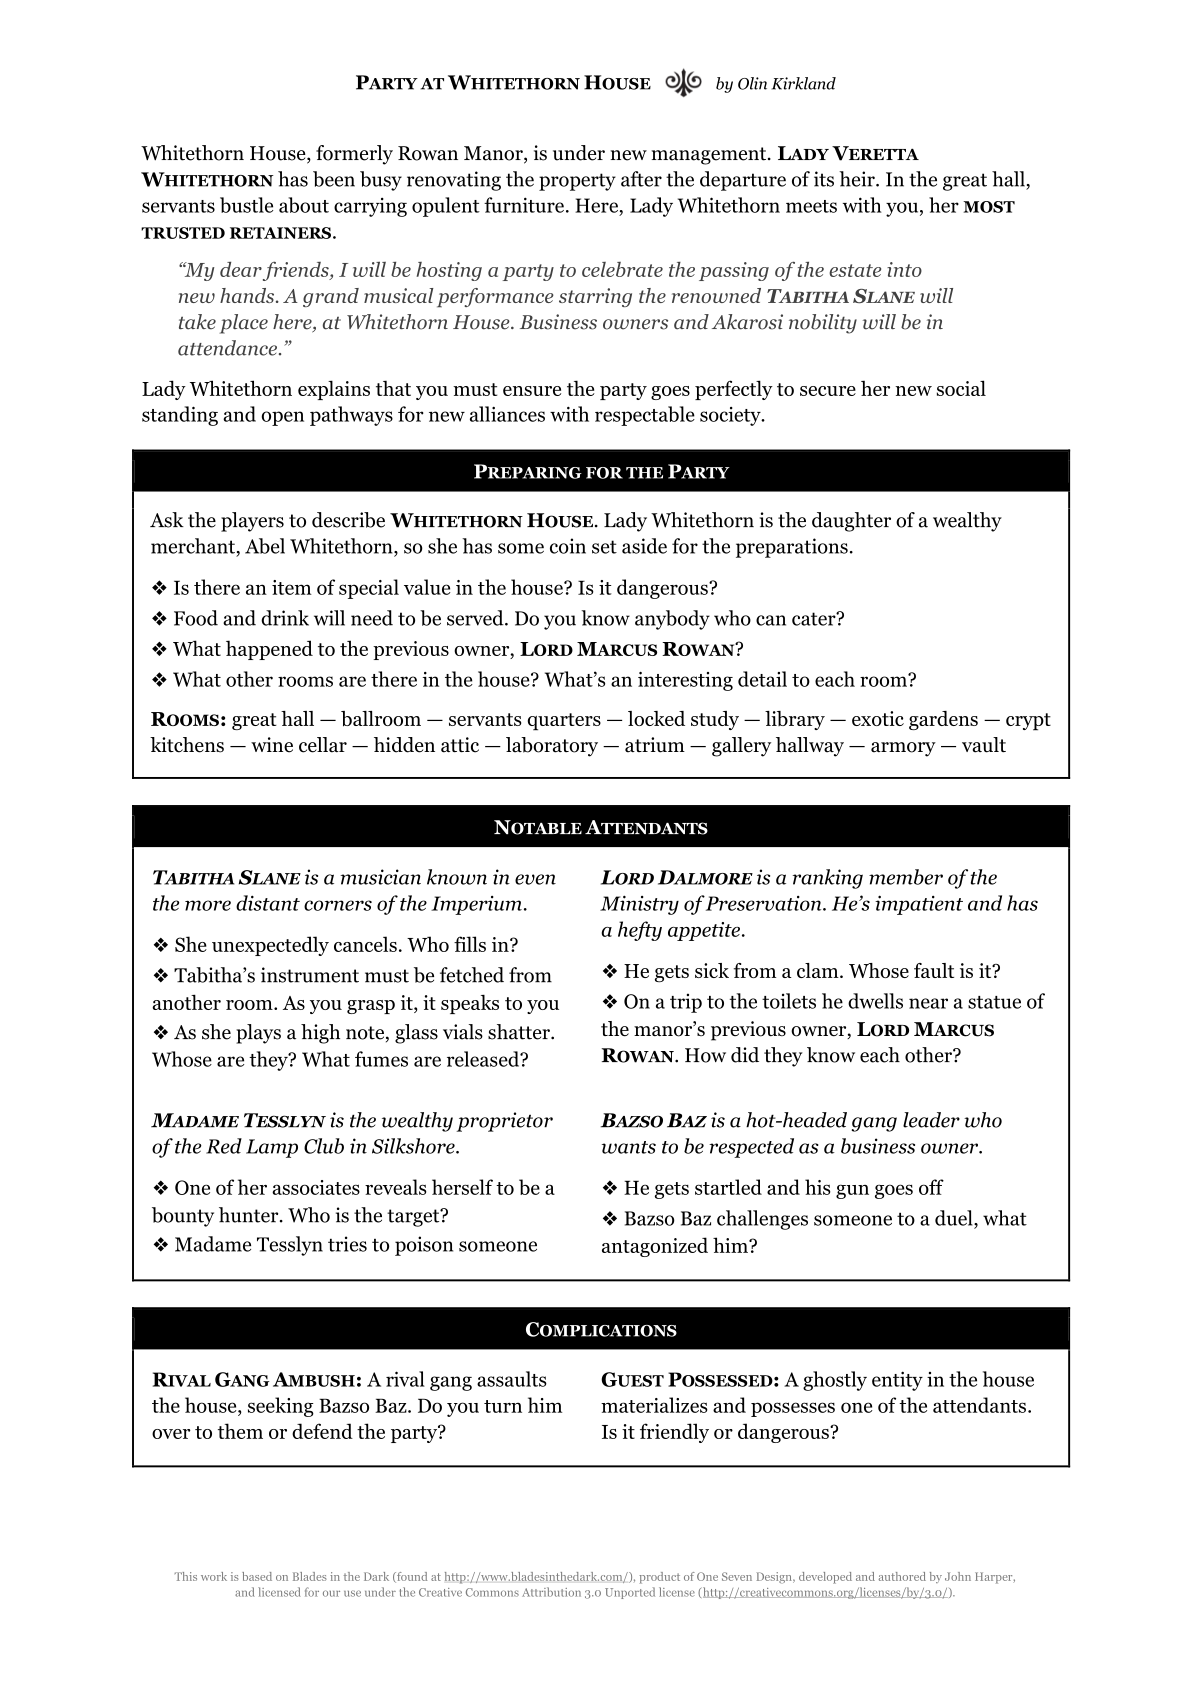 PARTY AT WHITETHORN HOUSE by Olin Kirkland
Whitethorn House, formerly Rowan Manor, is under new management. LADY VERETTA
WHITETHORN has been busy renovating the property after the departure of its heir. In the great hall,
servants bustle about carrying opulent furniture. Here, Lady Whitethorn meets with you, her MOST
TRUSTED RETAINERS.
“My dear friends, I will be hosting a party to celebrate the passing of the estate into
new hands. A grand musical performance starring the renowned TABITHA SLANE will
take place here, at Whitethorn House. Business owners and Akarosi nobility will be in
attendance.”
Lady Whitethorn explains that you must ensure the party goes perfectly to secure her new social
standing and open pathways for new alliances with respectable society.
PREPARING FOR THE PARTY
Ask the players to describe WHITETHORN HOUSE. Lady Whitethorn is the daughter of a wealthy
merchant, Abel Whitethorn, so she has some coin set aside for the preparations.
❖ Is there an item of special value in the house? Is it dangerous?
❖ Food and drink will need to be served. Do you know anybody who can cater?
❖ What happened to the previous owner, LORD MARCUS ROWAN?
❖ What other rooms are there in the house? What’s an interesting detail to each room?
ROOMS: great hall — ballroom — servants quarters — locked study — library — exotic gardens — crypt
kitchens — wine cellar — hidden attic — laboratory — atrium — gallery hallway — armory — vault
NOTABLE ATTENDANTS
TABITHA SLANE is a musician known in even
the more distant corners of the Imperium.
❖ She unexpectedly cancels. Who fills in?
❖ Tabitha’s instrument must be fetched from
another room. As you grasp it, it speaks to you
❖ As she plays a high note, glass vials shatter.
Whose are they? What fumes are released?
LORD DALMORE is a ranking member of the
Ministry of Preservation. He’s impatient and has
a hefty appetite.
❖ He gets sick from a clam. Whose fault is it?
❖ On a trip to the toilets he dwells near a statue of
the manor’s previous owner, LORD MARCUS
ROWAN. How did they know each other?
MADAME TESSLYN is the wealthy proprietor
of the Red Lamp Club in Silkshore.
❖ One of her associates reveals herself to be a
bounty hunter. Who is the target?
❖ Madame Tesslyn tries to poison someone
BAZSO BAZ is a hot-headed gang leader who
wants to be respected as a business owner.
❖ He gets startled and his gun goes off
❖ Bazso Baz challenges someone to a duel, what
antagonized him?
COMPLICATIONS
RIVAL GANG AMBUSH: A rival gang assaults
the house, seeking Bazso Baz. Do you turn him
over to them or defend the party?
GUEST POSSESSED: A ghostly entity in the house
materializes and possesses one of the attendants.
Is it friendly or dangerous?
This work is based on Blades in the Dark (found at http://www.bladesinthedark.com/), product of One Seven Design, developed and authored by John Harper,
and licensed for our use under the Creative Commons Attribution 3.0 Unported license (http://creativecommons.org/licenses/by/3.0/).